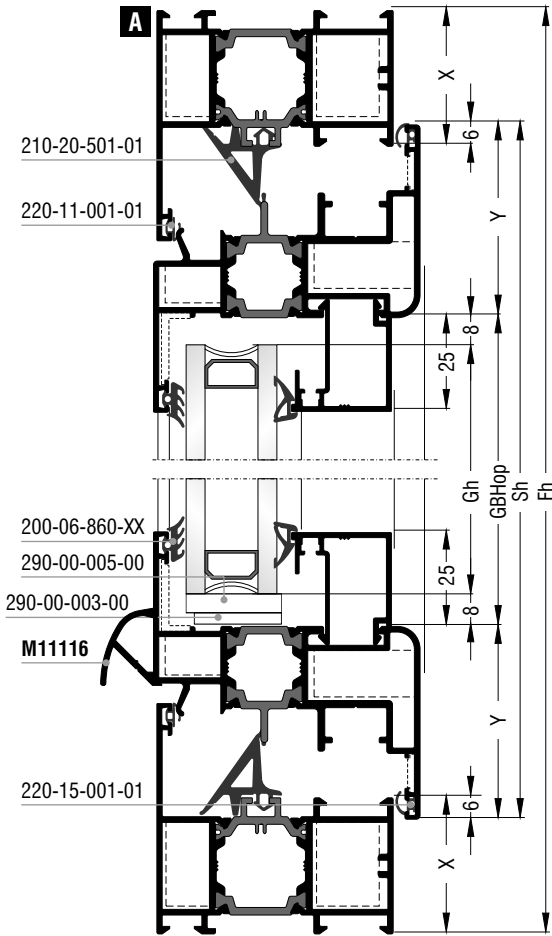 A
210-20-501-01
220-11-001-01
200-06-860-XX
290-00-005-00
290-00-003-00
M11116
220-15-001-01
X
6
Y
8
25
Gh
GBHop
Sh
Fh
25
8
Y
6
X